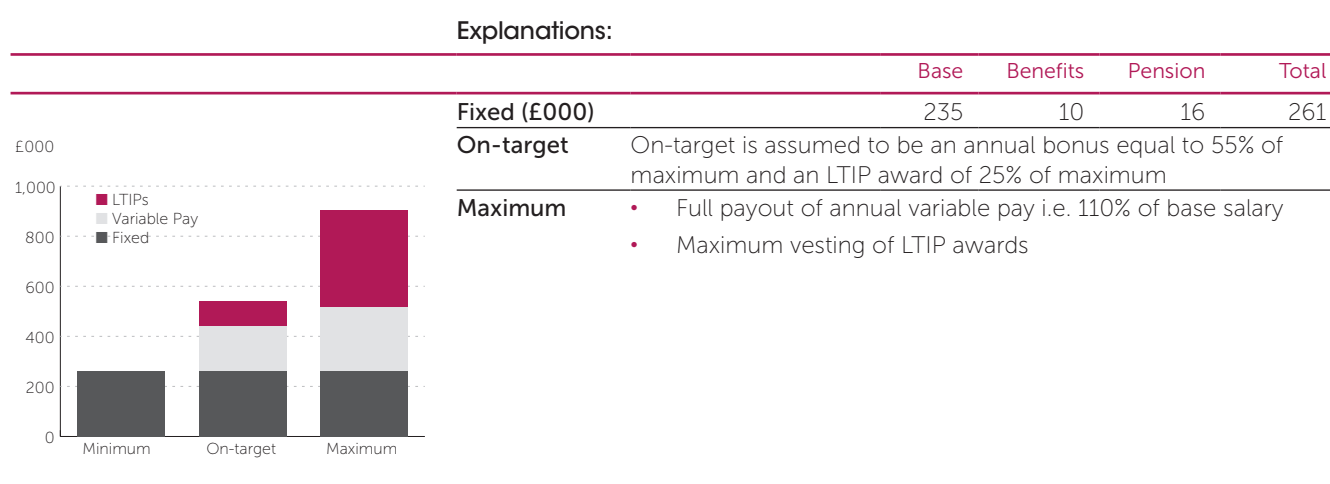 Explanations:
Base Benefits Pension Total
Fixed (£000) 235 10 16 261
On-target On-target is assumed to be an annual bonus equal to 55% of
maximum and an LTIP award of 25% of maximum
Maximum • Full payout of annual variable pay i.e. 110% of base salary
• Maximum vesting of LTIP awards
£000
1,000
800
600
400
200
0
LTIPs
Variable Pay
Fixed
Minimum On-target Maximum